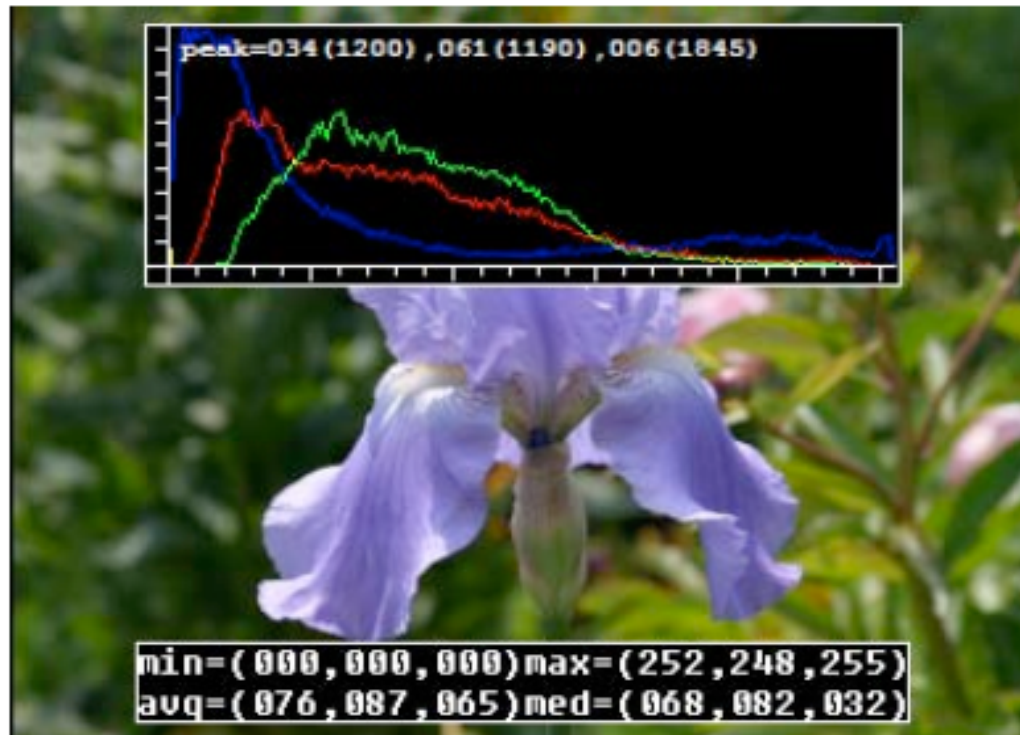 peak=034(1200),061(1190),006(1845)
min=(000,000,000)max=(252,248,255)
avg=(076,087,065)med=(068,082,032)